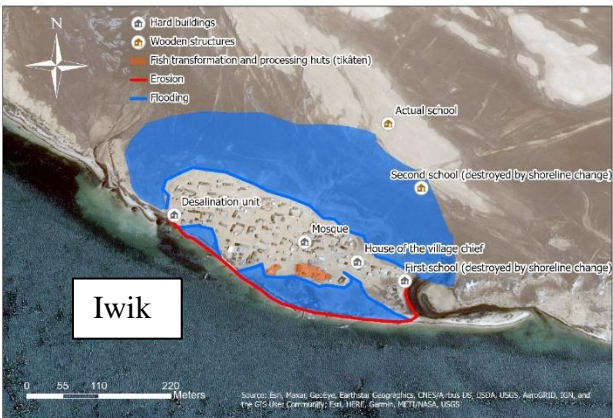 N
Hard buildings
Wooden structures
Fish transformation and processing huts (tikâten)
Erosion
Flooding
Actual school
Second school (destroyed by shoreline change)
Desalination unit
Mosque
House of the village chief
First school (destroyed by shoreline change)
Iwik
0 55 110 220
Meters
Source: Esri, Maxar, GeoEye, Earthstar Geographics, CNES/Airbus DS, USDA, USGS, AeroGRID, IGN, and
the GIS User Community; Esri, HERE, Garmin, METI/NASA, USGS